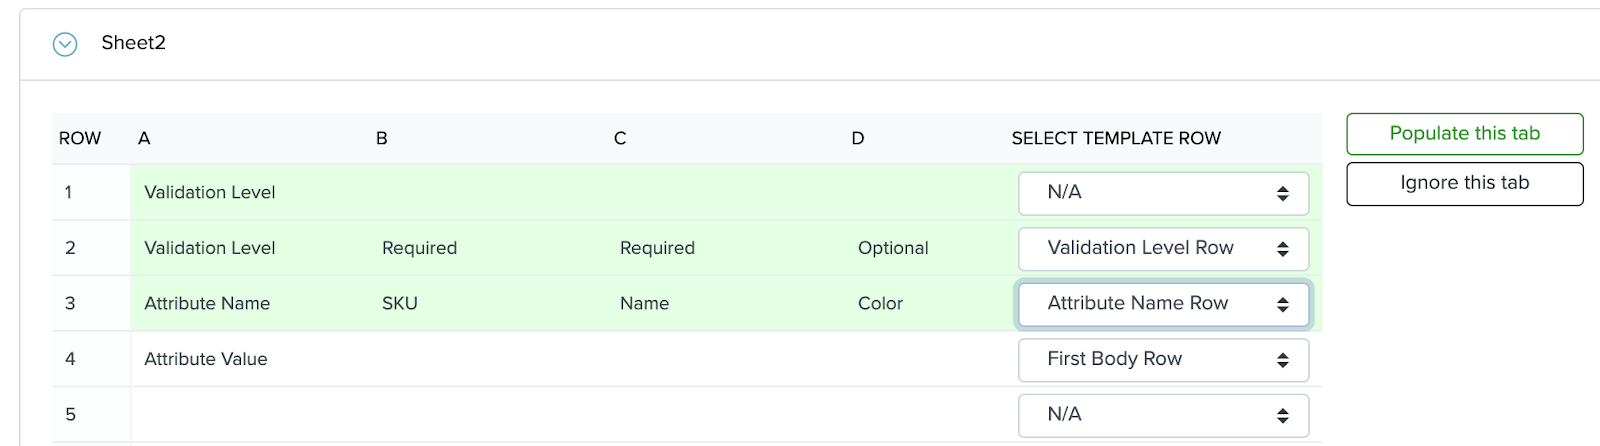 Sheet2
ROW A B C D SELECT TEMPLATE ROW
Populate this tab
Ignore this tab
1 Validation Level N/A
2 Validation Level Required Required Optional Validation Level Row
3 Attribute Name SKU Name Color Attribute Name Row
4 Attribute Value First Body Row
5 N/A